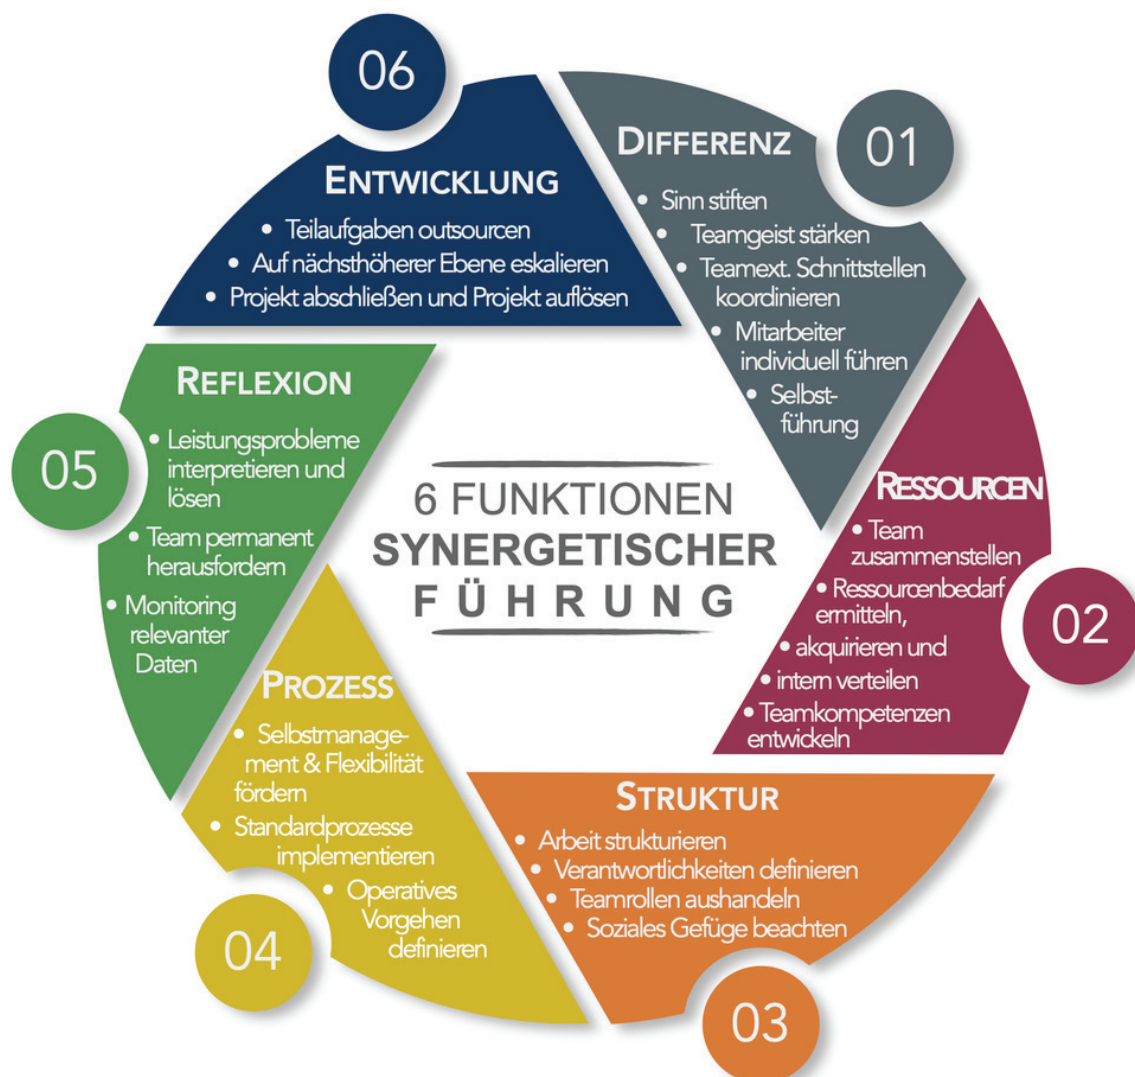 6 FUNKTIONEN
SYNERGETISCHER
FÜHRUNG
01
DIFFERENZ
• Sinn stiften
• Teamgeist stärken
• Teamext. Schnittstellen
koordinieren
• Mitarbeiter
individuell führen
• Selbst-
führung
02
RESSOURCEN
• Team
zusammenstellen
• Ressourcenbedarf
ermitteln,
• akquirieren und
• intern verteilen
• Teamkompetenzen
entwickeln
03
STRUKTUR
• Arbeit strukturieren
• Verantwortlichkeiten definieren
• Teamrollen aushandeln
• Soziales Gefüge beachten
04
PROZESS
• Selbstmanage-
ment & Flexibilität
fördern
• Standardprozesse
implementieren
• Operatives
Vorgehen
definieren
05
REFLEXION
• Leistungsprobleme
interpretieren und
lösen
• Team permanent
herausfordern
• Monitoring
relevanter
Daten
06
ENTWICKLUNG
• Teilaufgaben outsourcen
• Auf nächsthöherer Ebene eskalieren
• Projekt abschließen und Projekt auflösen